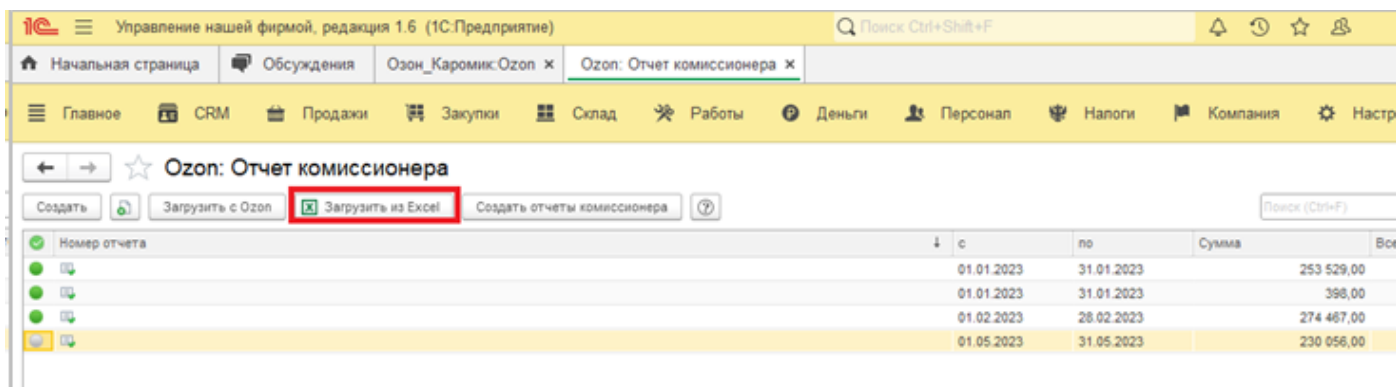 1С Управление нашей фирмой, редакция 1.6 (1С:Предприятие) Поиск Ctrl+Shift+F
Начальная страница Обсуждения Озон_Каромик:Ozon × Ozon: Отчет комиссионера ×
Главное CRM Продажи Закупки Склад Работы Деньги Персонал Налоги Компания Настр
Ozon: Отчет комиссионера
Создать Загрузить с Ozon Загрузить из Excel Создать отчеты комиссионера ? Поиск (Ctrl+F)
Номер отчета ↓ с по Сумма Все
01.01.2023 31.01.2023 253 529,00
01.01.2023 31.01.2023 398,00
01.02.2023 28.02.2023 274 467,00
01.05.2023 31.05.2023 230 056,00